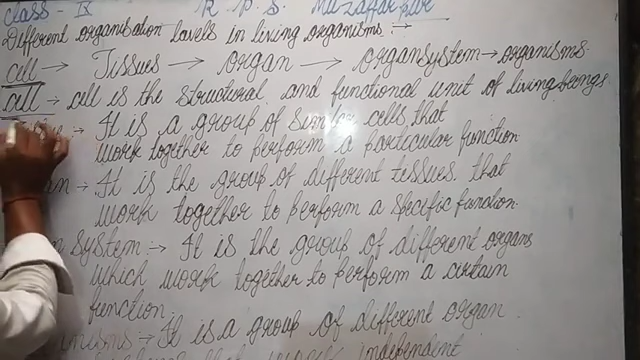 Class - IX R. P. S. Muzaffarpur
Different organisation levels in living organisms :→
cell → Tissues → organ → organsystem → organisms.
cell → cell is the structural and functional unit of living beings
:→ It is a group of similar cells that
work together to perform a particular function.
an → It is the group of different tissues that
work together to perform a specific function.
n system :→ It is the group of different organs
which work together to perform a certain
function.
nisms :→ It is a group of different organ
independent